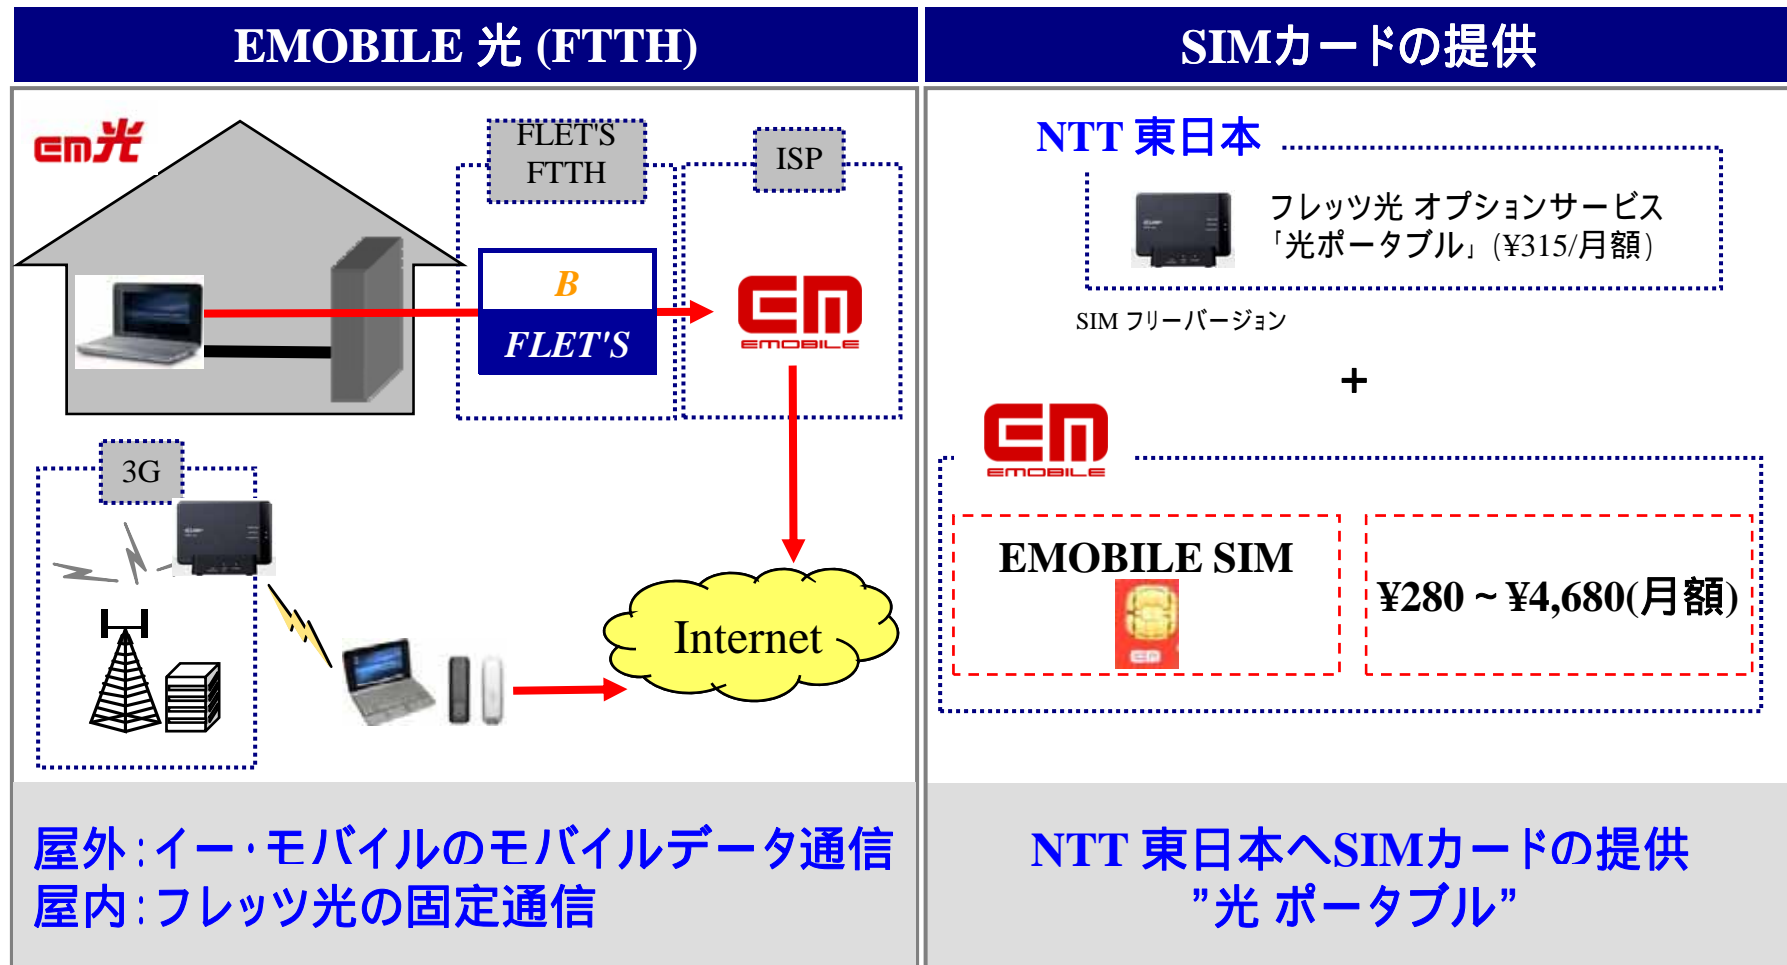 EMOBILE 光 (FTTH)
em光
FLET'S
FTTH
ISP
B
FLET'S
EM
EMOBILE
3G
Internet
屋外:イー・モバイルのモバイルデータ通信
屋内:フレッツ光の固定通信
SIMカードの提供
NTT 東日本
フレッツ光 オプションサービス
「光ポータブル」(¥315/月額)
SIM フリーバージョン
+
EM
EMOBILE
EMOBILE SIM
EM
¥280 ~ ¥4,680(月額)
NTT 東日本へSIMカードの提供
”光 ポータブル”